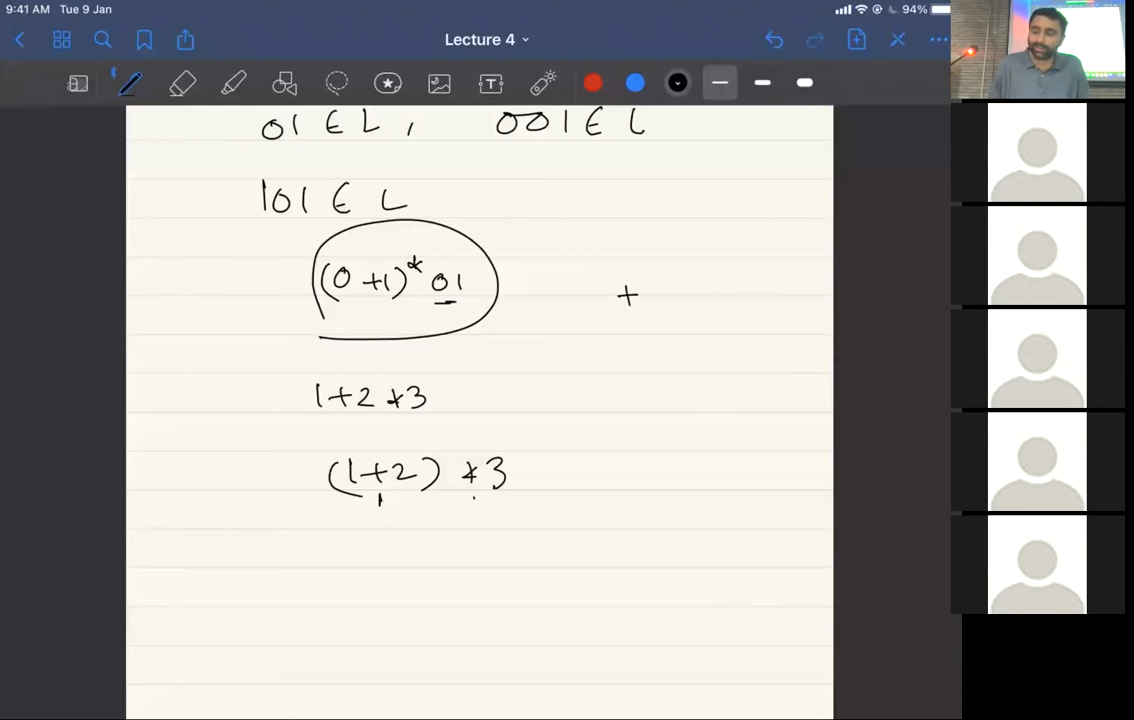 9:41 AM Tue 9 Jan
94%
Lecture 4
T
01 ∈ L , 001 ∈ L
101 ∈ L
(0+1)* 01 +
1+2*3
(1+2) *3